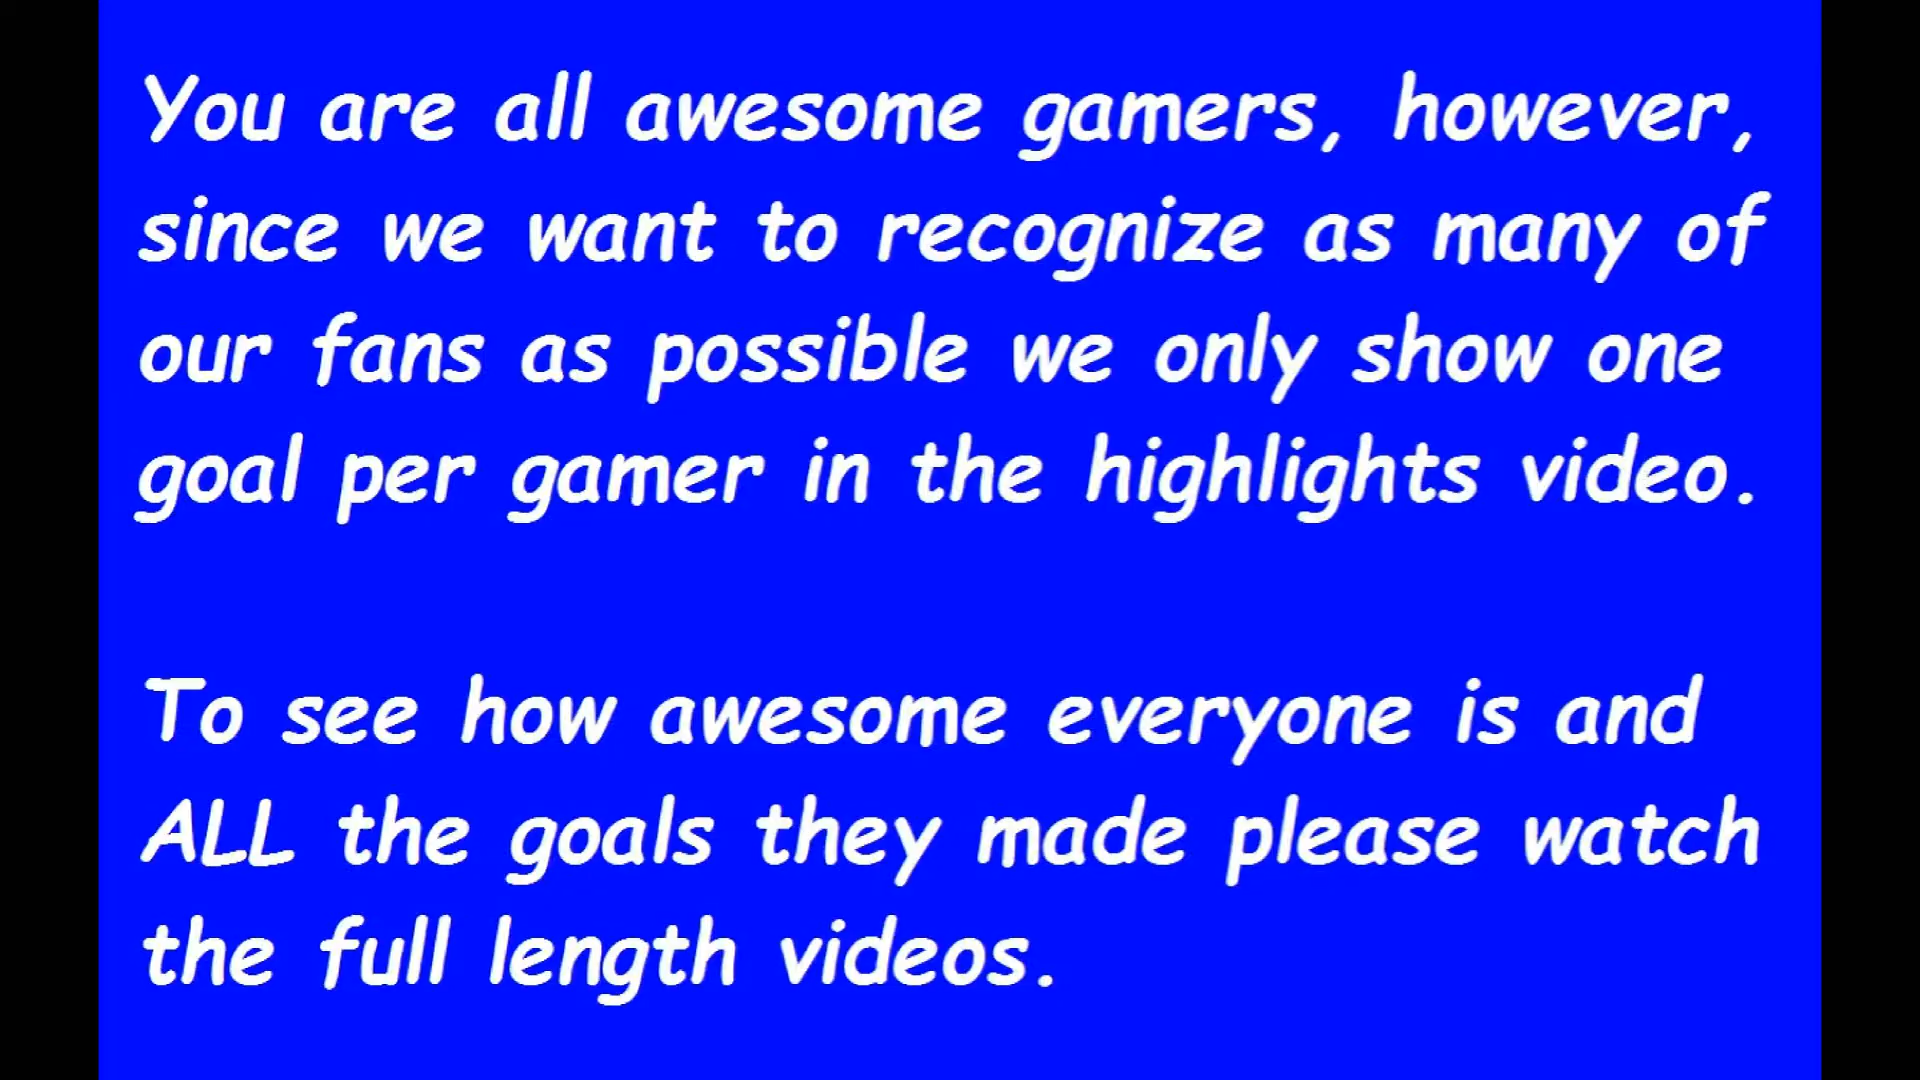 You are all awesome gamers, however,
since we want to recognize as many of
our fans as possible we only show one
goal per gamer in the highlights video.
To see how awesome everyone is and
ALL the goals they made please watch
the full length videos.